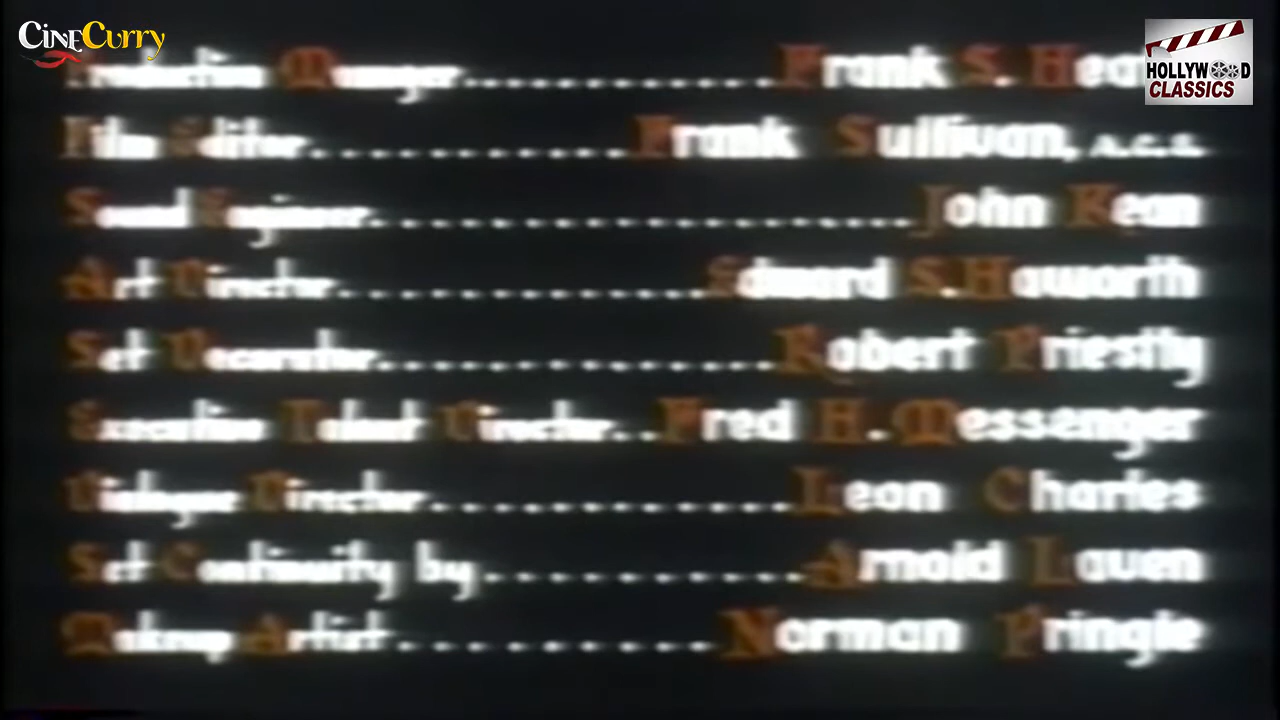 CineCurry
HOLLYWOOD
CLASSICS
Production Manager............Frank S. Hea
Film Editor............Frank Sullivan, A.C.E.
Sound Engineer....................John Kean
Art Director..............Edward S. Haworth
Set Decorator...............Robert Priestly
Executive Talent Director..Fred H. Messenger
Dialogue Director..............Leon Charles
Set Continuity by............Arnold Laven
Makeup Artist............Norman Pringle